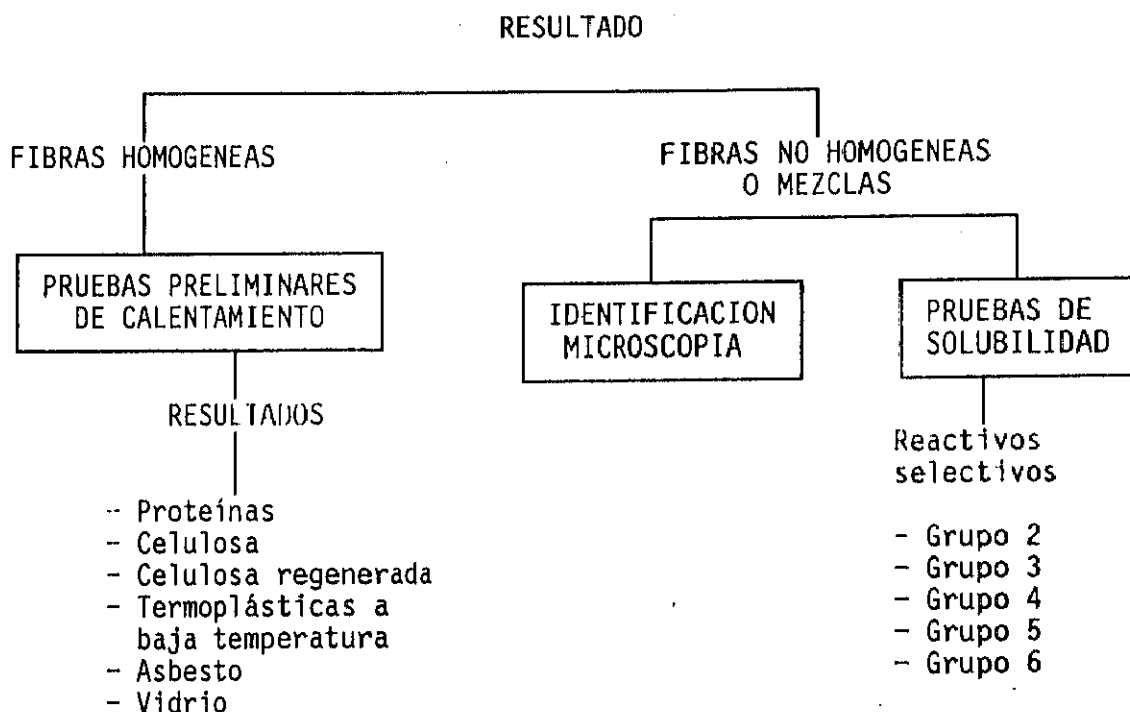 RESULTADO
FIBRAS HOMOGENEAS
FIBRAS NO HOMOGENEAS
O MEZCLAS
PRUEBAS PRELIMINARES
DE CALENTAMIENTO
IDENTIFICACION
MICROSCOPIA
PRUEBAS DE
SOLUBILIDAD
RESULTADOS
- Proteínas
- Celulosa
- Celulosa regenerada
- Termoplásticas a
baja temperatura
- Asbesto
- Vidrio
Reactivos
selectivos
- Grupo 2
- Grupo 3
- Grupo 4
- Grupo 5
- Grupo 6